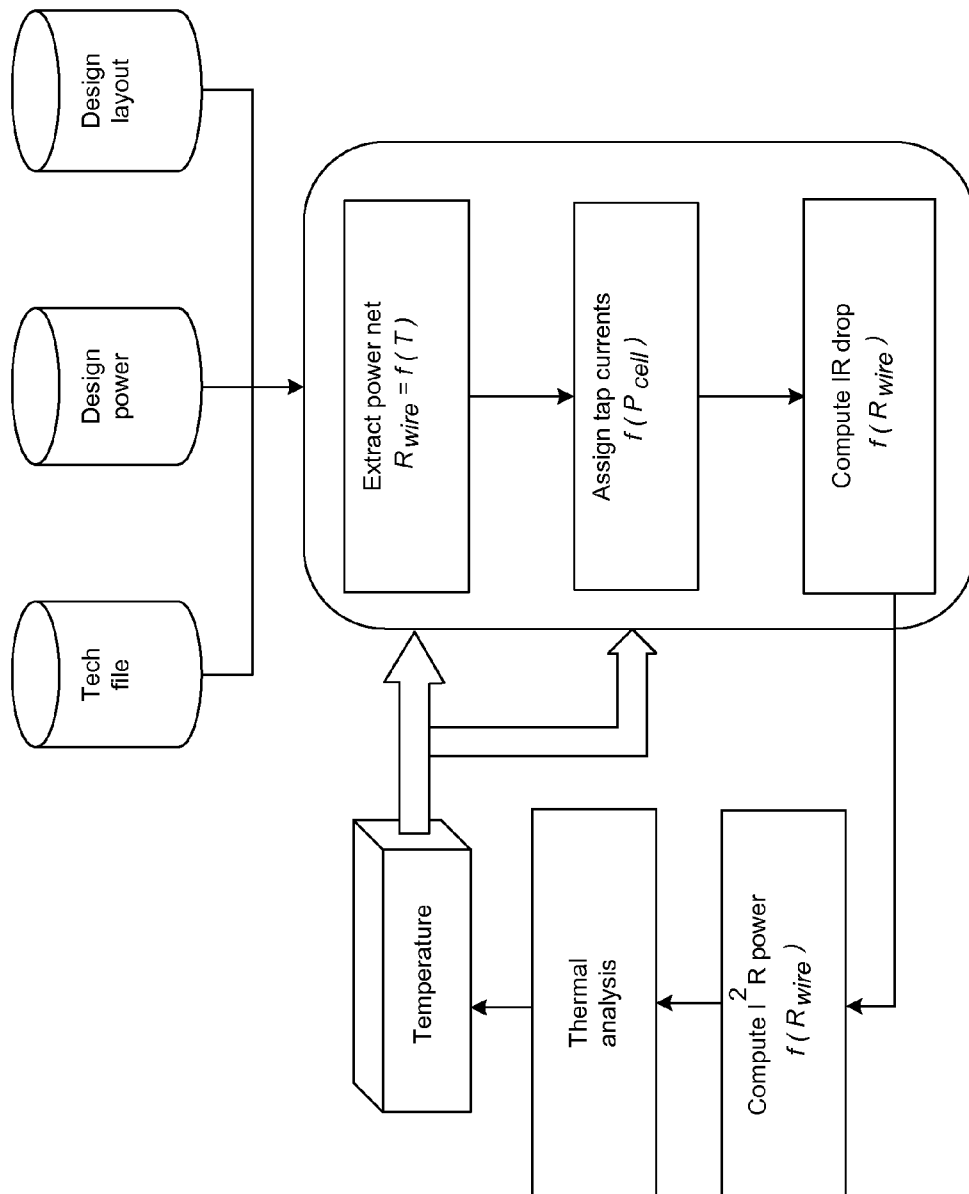 Tech
file
Design
power
Design
layout
Temperature
Extract power net
R wire = f ( T )
Thermal
analysis
Assign tap currents
f ( P cell )
Compute I² R power
f ( R wire )
Compute IR drop
f ( R wire )